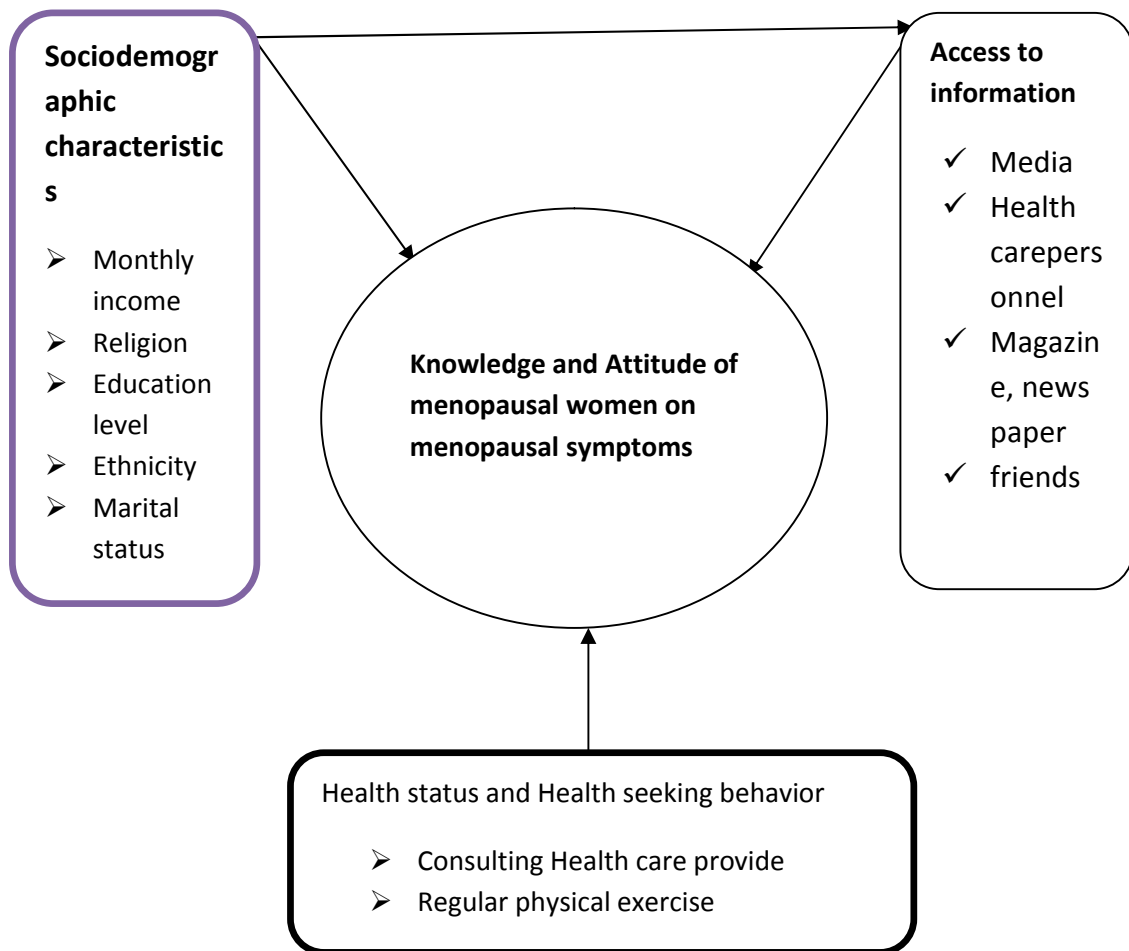 Sociodemogr
aphic
characteristic
s
➢ Monthly
income
➢ Religion
➢ Education
level
➢ Ethnicity
➢ Marital
status
Access to
information
✓ Media
✓ Health
carepers
onnel
✓ Magazin
e, news
paper
✓ friends
Knowledge and Attitude of
menopausal women on
menopausal symptoms
Health status and Health seeking behavior
➢ Consulting Health care provide
➢ Regular physical exercise